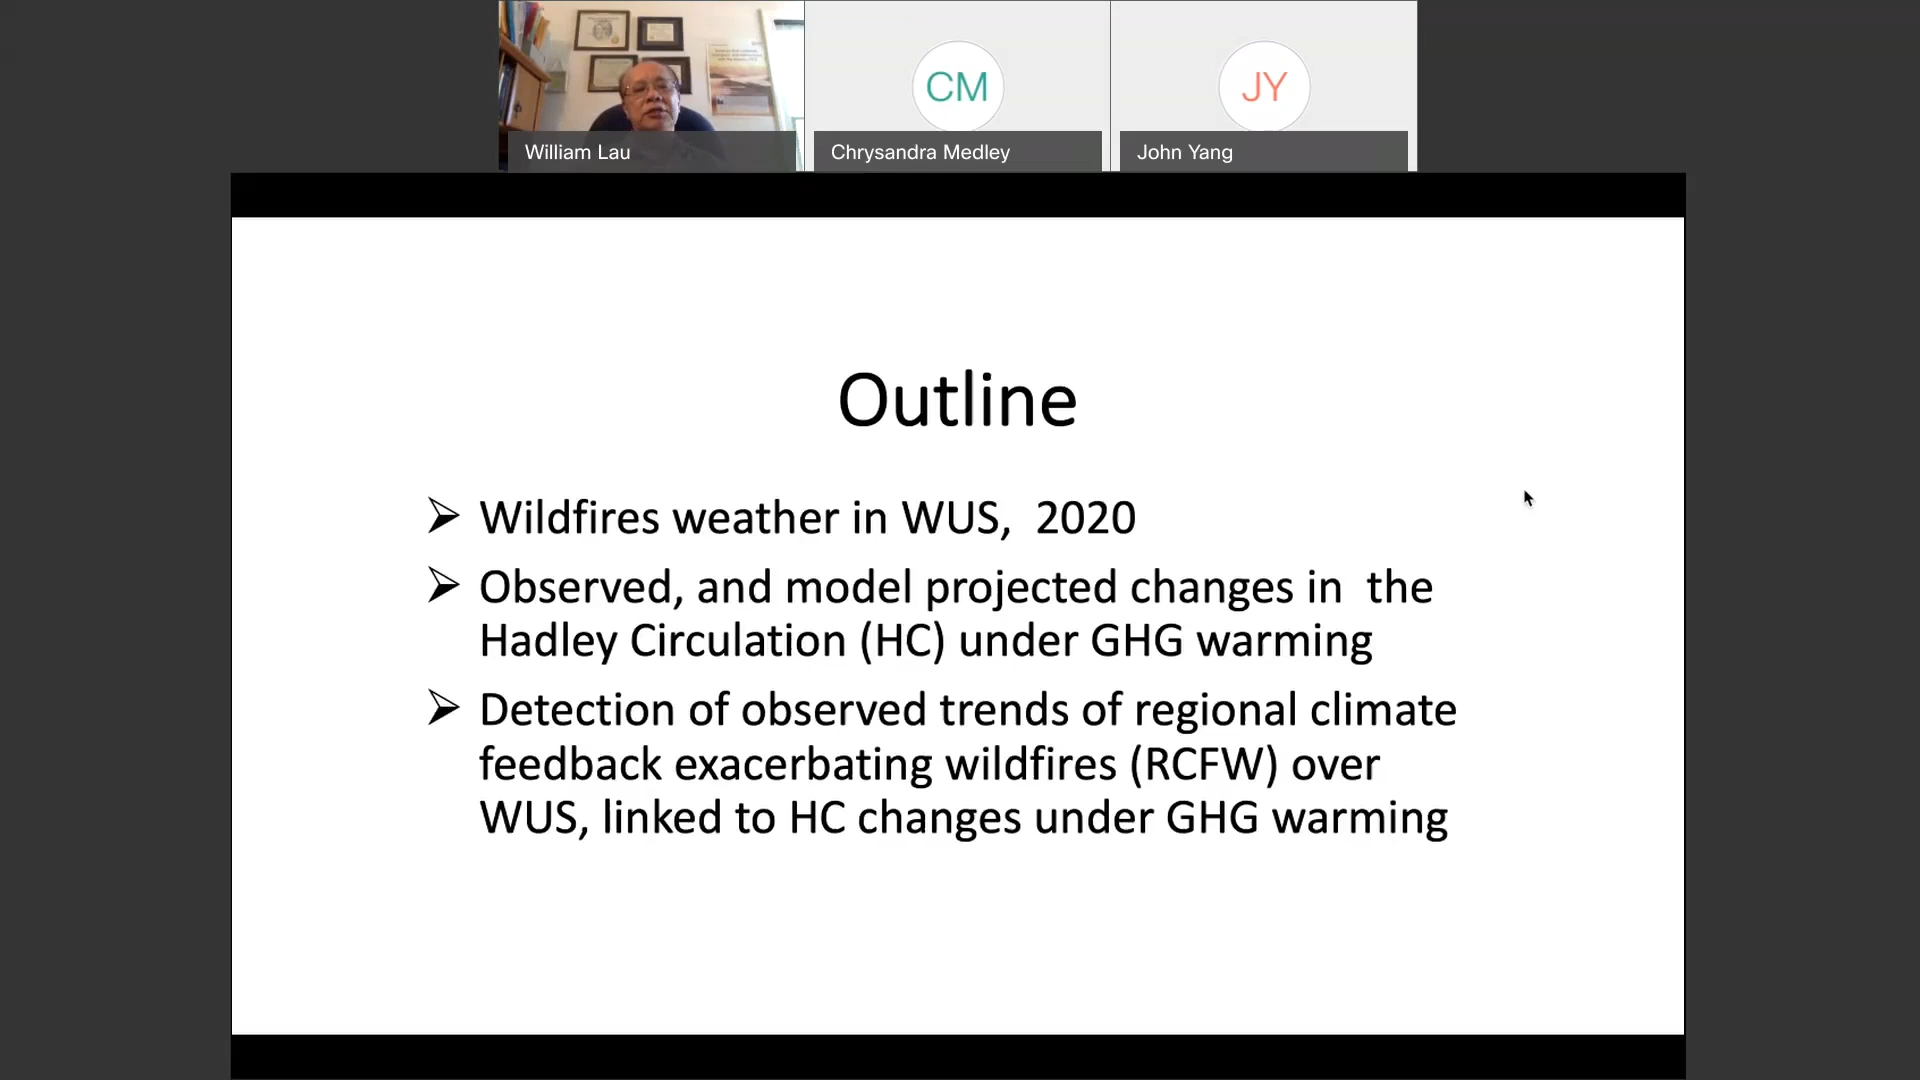 CM
JY
William Lau
Chrysandra Medley
John Yang
Outline
➢ Wildfires weather in WUS,  2020
➢ Observed, and model projected changes in  the
Hadley Circulation (HC) under GHG warming
➢ Detection of observed trends of regional climate
feedback exacerbating wildfires (RCFW) over
WUS, linked to HC changes under GHG warming